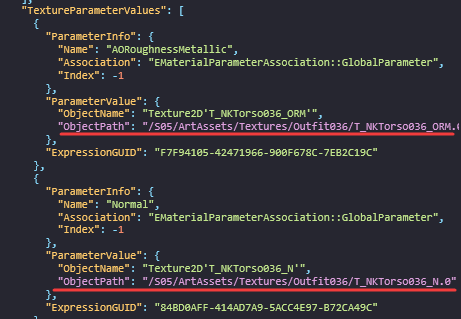 "TextureParameterValues": [
{
"ParameterInfo": {
"Name": "AORoughnessMetallic",
"Association": "EMaterialParameterAssociation::GlobalParameter",
"Index": -1
},
"ParameterValue": {
"ObjectName": "Texture2D'T_NKTorso036_ORM'",
"ObjectPath": "/S05/ArtAssets/Textures/Outfit036/T_NKTorso036_ORM.0
},
"ExpressionGUID": "F7F94105-42471966-900F678C-7EB2C19C"
},
{
"ParameterInfo": {
"Name": "Normal",
"Association": "EMaterialParameterAssociation::GlobalParameter",
"Index": -1
},
"ParameterValue": {
"ObjectName": "Texture2D'T_NKTorso036_N'",
"ObjectPath": "/S05/ArtAssets/Textures/Outfit036/T_NKTorso036_N.0"
},
"ExpressionGUID": "84BD0AFF-414AD7A9-5ACC4E97-B72CA49C"